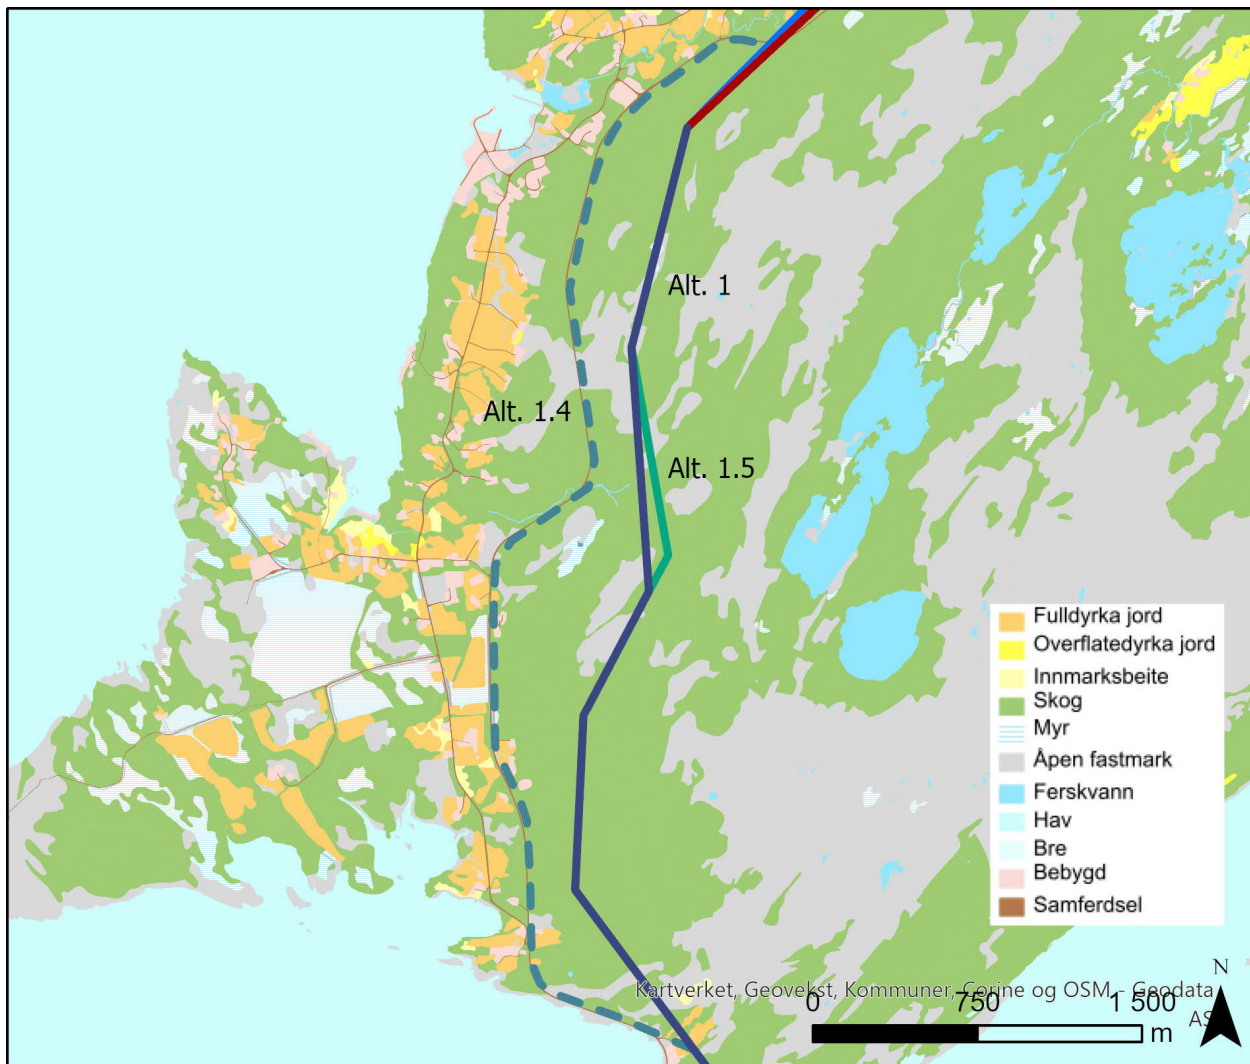 Alt. 1
Alt. 1.4
Alt. 1.5
Fulldyrka jord
Overflatedyrka jord
Innmarksbeite
Skog
Myr
Åpen fastmark
Ferskvann
Hav
Bre
Bebygd
Samferdsel
N
Kartverket, Geovekst, Kommuner, Corine og OSM - Geodata
AS
0 750 1 500
m